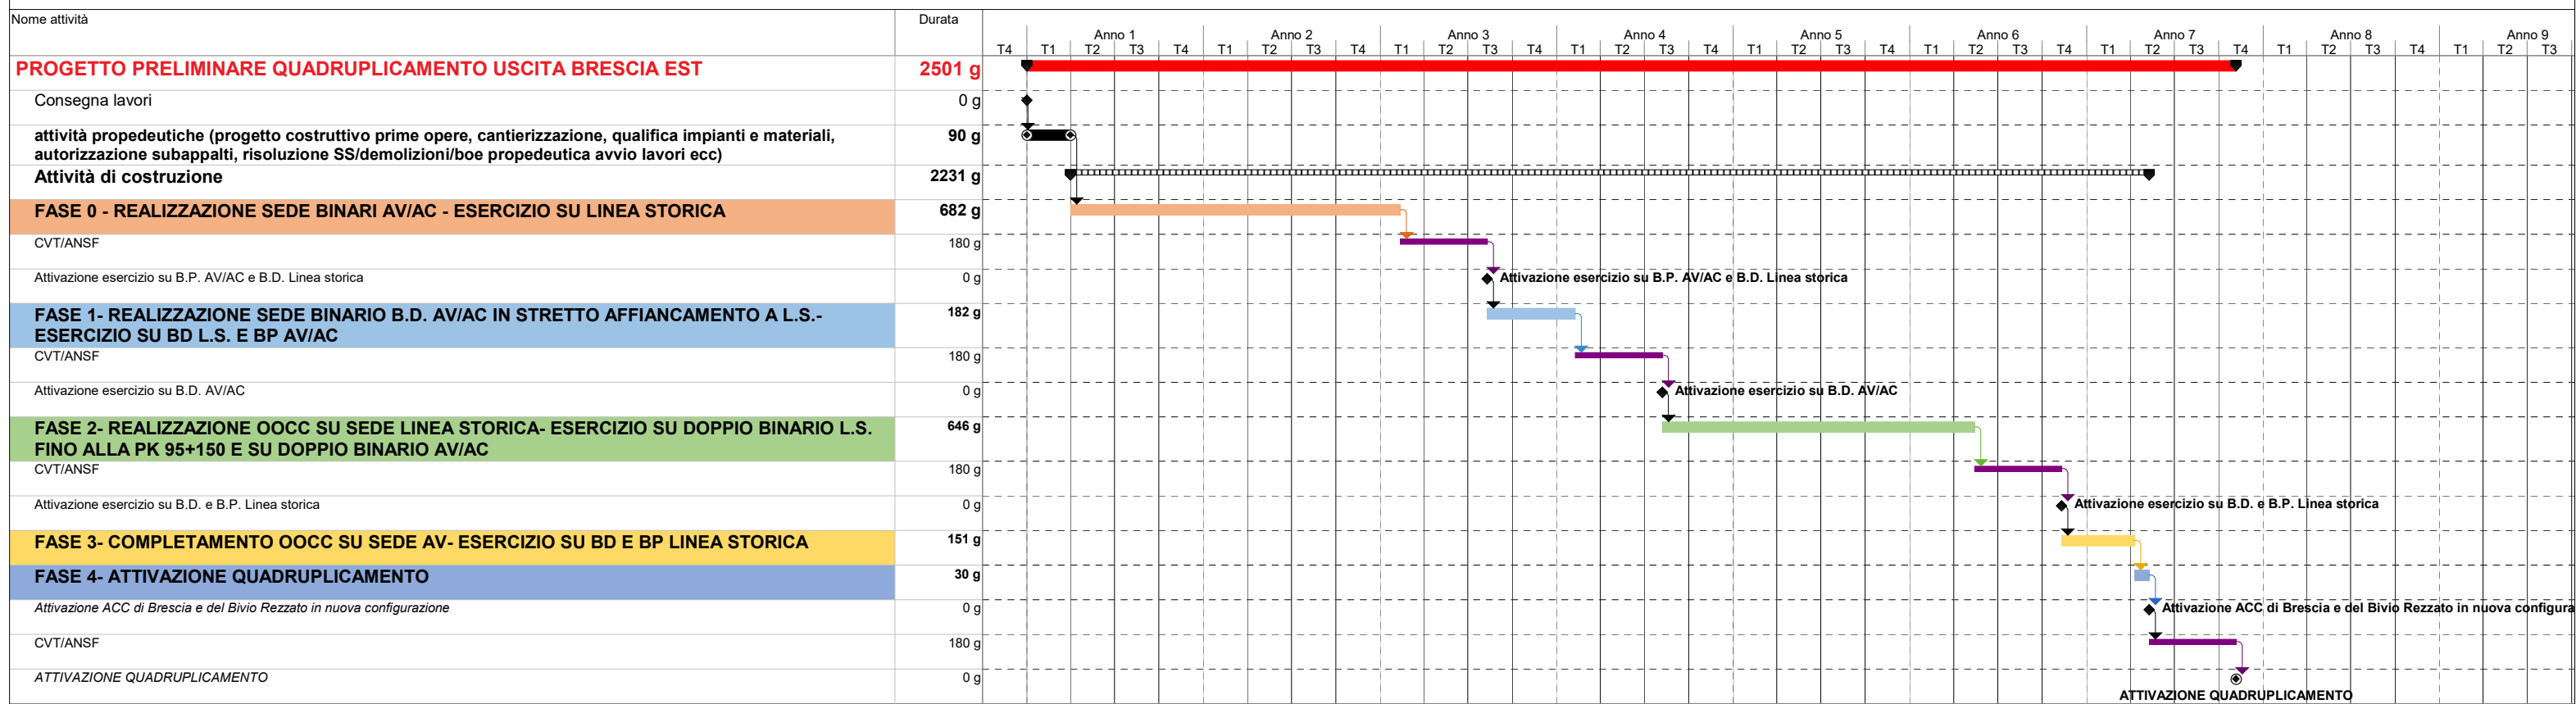 Nome attività Durata
Anno 1 Anno 2 Anno 3 Anno 4 Anno 5 Anno 6 Anno 7 Anno 8 Anno 9
T4 T1 T2 T3 T4 T1 T2 T3 T4 T1 T2 T3 T4 T1 T2 T3 T4 T1 T2 T3 T4 T1 T2 T3 T4 T1 T2 T3 T4 T1 T2 T3 T4 T1 T2 T3
PROGETTO PRELIMINARE QUADRUPLICAMENTO USCITA BRESCIA EST 2501 g
Consegna lavori 0 g
attività propedeutiche (progetto costruttivo prime opere, cantierizzazione, qualifica impianti e materiali, 90 g
autorizzazione subappalti, risoluzione SS/demolizioni/boe propedeutica avvio lavori ecc)
Attività di costruzione 2231 g
FASE 0 - REALIZZAZIONE SEDE BINARI AV/AC - ESERCIZIO SU LINEA STORICA 682 g
CVT/ANSF 180 g
Attivazione esercizio su B.P. AV/AC e B.D. Linea storica 0 g Attivazione esercizio su B.P. AV/AC e B.D. Linea storica
FASE 1- REALIZZAZIONE SEDE BINARIO B.D. AV/AC IN STRETTO AFFIANCAMENTO A L.S.- 182 g
ESERCIZIO SU BD L.S. E BP AV/AC
CVT/ANSF 180 g
Attivazione esercizio su B.D. AV/AC 0 g Attivazione esercizio su B.D. AV/AC
FASE 2- REALIZZAZIONE OOCC SU SEDE LINEA STORICA- ESERCIZIO SU DOPPIO BINARIO L.S. 646 g
FINO ALLA PK 95+150 E SU DOPPIO BINARIO AV/AC
CVT/ANSF 180 g
Attivazione esercizio su B.D. e B.P. Linea storica 0 g Attivazione esercizio su B.D. e B.P. Linea storica
FASE 3- COMPLETAMENTO OOCC SU SEDE AV- ESERCIZIO SU BD E BP LINEA STORICA 151 g
FASE 4- ATTIVAZIONE QUADRUPLICAMENTO 30 g
Attivazione ACC di Brescia e del Bivio Rezzato in nuova configurazione 0 g Attivazione ACC di Brescia e del Bivio Rezzato in nuova configura
CVT/ANSF 180 g
ATTIVAZIONE QUADRUPLICAMENTO 0 g
ATTIVAZIONE QUADRUPLICAMENTO